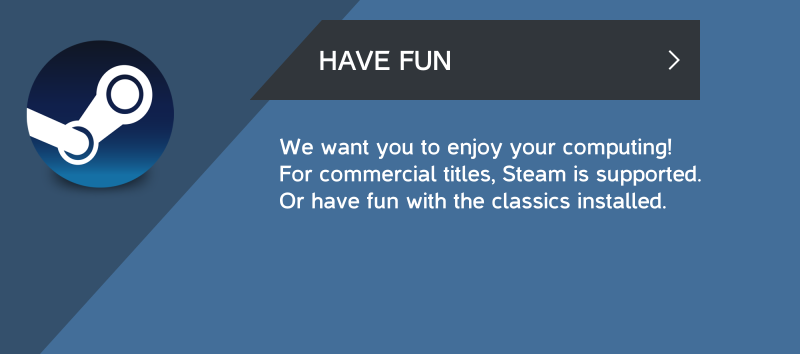 HAVE FUN
We want you to enjoy your computing!
For commercial titles, Steam is supported.
Or have fun with the classics installed.